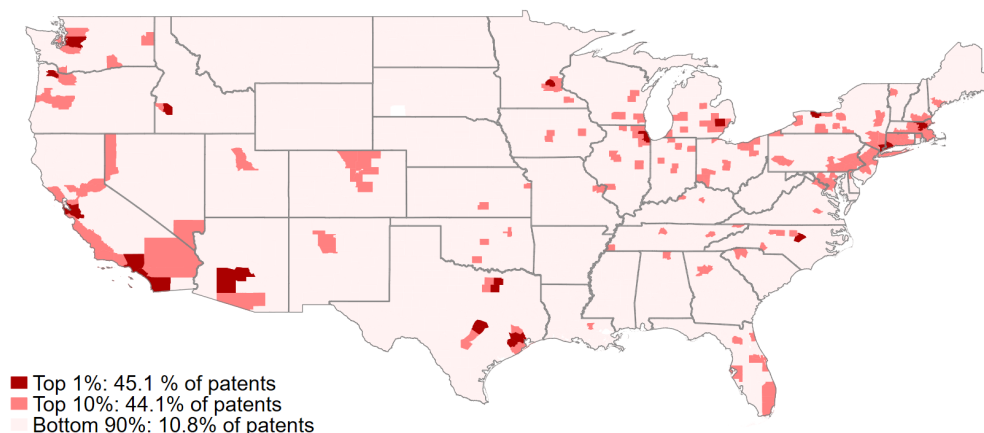 Top 1%: 45.1 % of patents
Top 10%: 44.1% of patents
Bottom 90%: 10.8% of patents